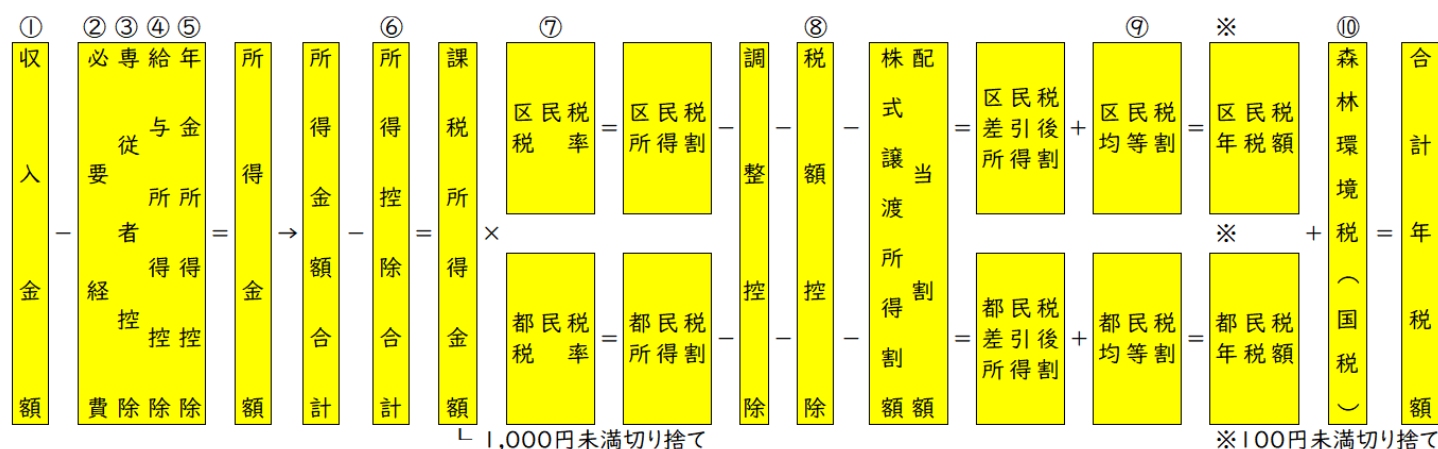 ① ② ③ ④ ⑤ ⑥ ⑦ ⑧ ⑨ ※ ⑩
収入金額
－
必要経費
専従者控除
給与所得控除
年金所得控除
＝
所得金額
→
所得金額合計
－
所得控除合計
＝
課税所得金額
×
区民税
税率
＝
区民税
所得割
－
調整控除
－
税額控除
－
配当割額
株式譲渡所得割額
＝
区民税
差引後
所得割
＋
区民税
均等割
＝
区民税
年税額
都民税
税率
＝
都民税
所得割
－
－
－
＝
都民税
差引後
所得割
＋
都民税
均等割
＝
※
都民税
年税額
＋
森林環境税（国税）
＝
合計年税額
└ 1,000円未満切り捨て
※100円未満切り捨て